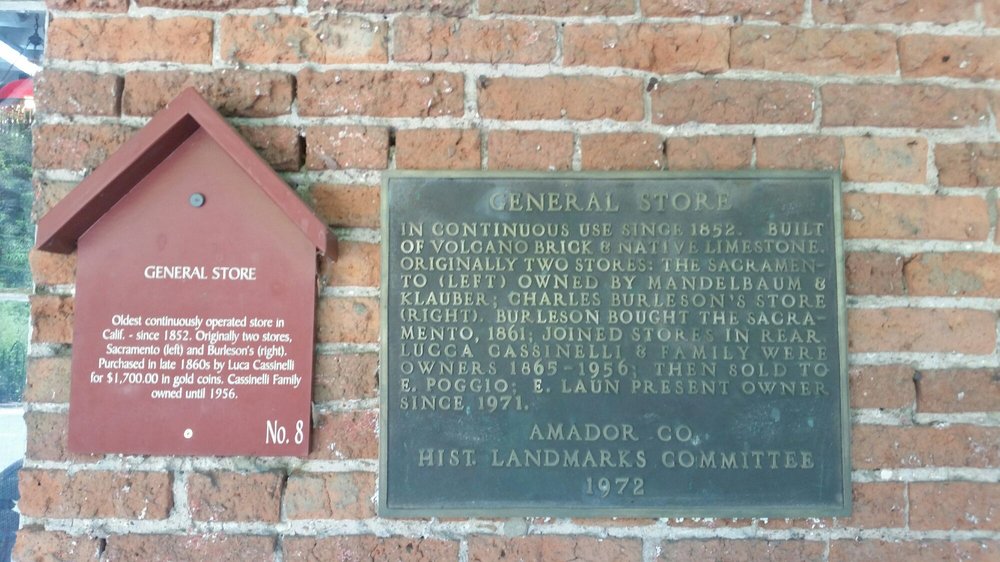 GENERAL STORE
Oldest continuously operated store in
Calif. - since 1852. Originally two stores,
Sacramento (left) and Burleson's (right).
Purchased in late 1860s by Luca Cassinelli
for $1,700.00 in gold coins. Cassinelli Family
owned until 1956.
No. 8
GENERAL STORE
IN CONTINUOUS USE SINCE 1852. BUILT
OF VOLCANO BRICK & NATIVE LIMESTONE.
ORIGINALLY TWO STORES: THE SACRAMEN-
TO (LEFT) OWNED BY MANDELBAUM &
KLAUBER; CHARLES BURLESON'S STORE
(RIGHT). BURLESON BOUGHT THE SACRA-
MENTO, 1861; JOINED STORES IN REAR.
LUCCA CASSINELLI & FAMILY WERE
OWNERS 1865-1956; THEN SOLD TO
E. POGGIO; E. LAUN PRESENT OWNER
SINCE 1971.
AMADOR CO.
HIST. LANDMARKS COMMITTEE
1972